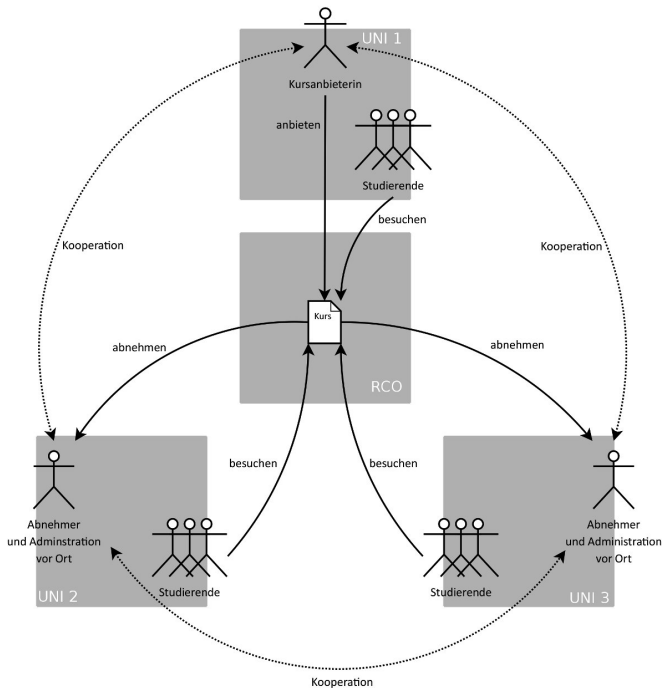 UNI 1
Kursanbieterin
anbieten
Studierende
besuchen
Kooperation
Kooperation
Kurs
abnehmen
abnehmen
RCO
besuchen
besuchen
Abnehmer
und Adminstration
vor Ort
Studierende
UNI 2
Studierende
Abnehmer
und Administration
vor Ort
UNI 3
Kooperation